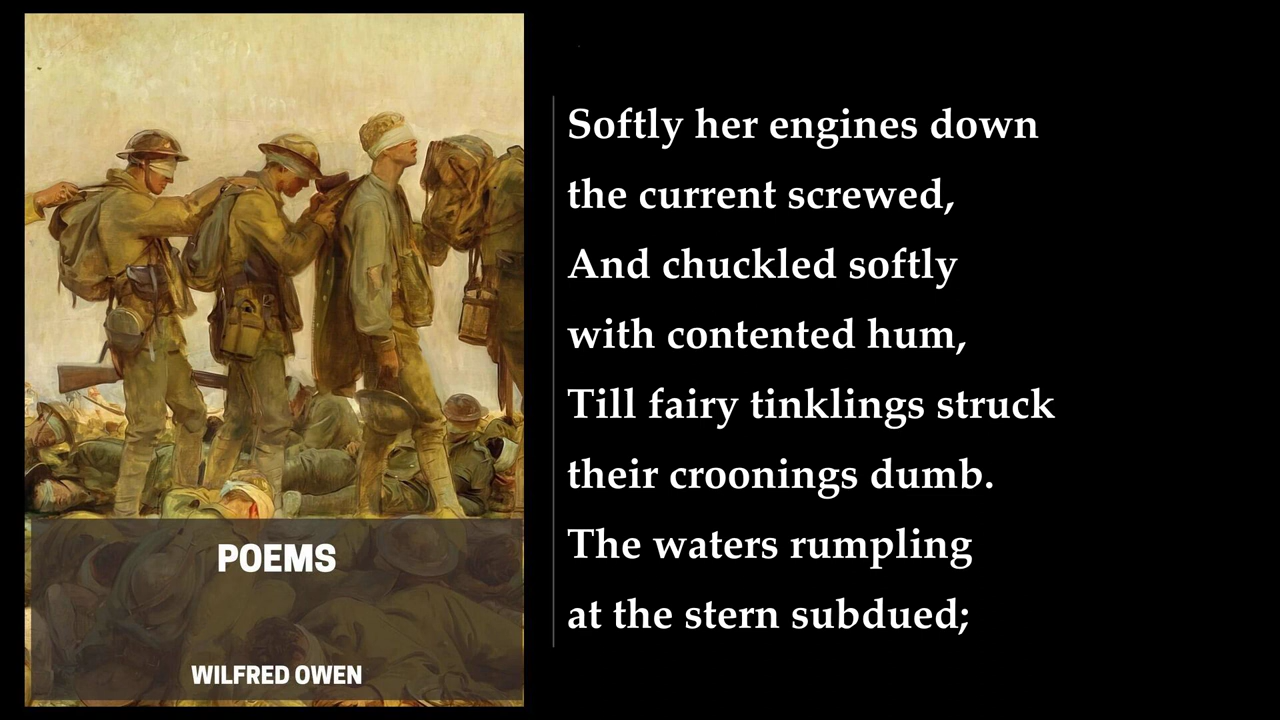 POEMS
WILFRED OWEN
Softly her engines down
the current screwed,
And chuckled softly
with contented hum,
Till fairy tinklings struck
their croonings dumb.
The waters rumpling
at the stern subdued;